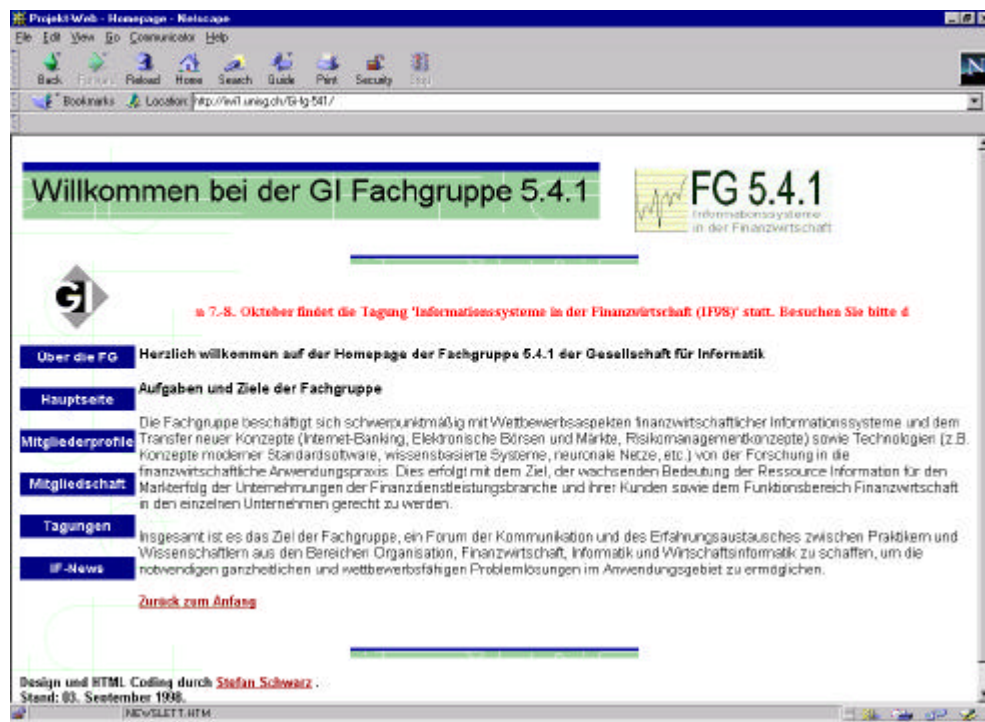 Projekt-Web - Homepage - Netscape
File Edit View Go Communicator Help
Back Forward Reload Home Search Guide Print Security Stop
Bookmarks Location: http://iwi1.unisg.ch/GI-fg-541/
N
Willkommen bei der GI Fachgruppe 5.4.1
FG 5.4.1
Informationssysteme
in der Finanzwirtschaft
GI
n 7.-8. Oktober findet die Tagung 'Informationssysteme in der Finanzwirtschaft (IF98)' statt. Besuchen Sie bitte d
Über die FG
Hauptseite
Mitgliederprofile
Mitgliedschaft
Tagungen
IF-News
Herzlich willkommen auf der Homepage der Fachgruppe 5.4.1 der Gesellschaft für Informatik
Aufgaben und Ziele der Fachgruppe
Die Fachgruppe beschäftigt sich schwerpunktmäßig mit Wettbewerbsaspekten finanzwirtschaftlicher Informationssysteme und dem
Transfer neuer Konzepte (Internet-Banking, Elektronische Börsen und Märkte, Risikomanagementkonzepte) sowie Technologien (z.B.
Konzepte moderner Standardsoftware, wissensbasierte Systeme, neuronale Netze, etc.) von der Forschung in die
finanzwirtschaftliche Anwendungspraxis. Dies erfolgt mit dem Ziel, der wachsenden Bedeutung der Ressource Information für den
Markterfolg der Unternehmungen der Finanzdienstleistungsbranche und ihrer Kunden sowie dem Funktionsbereich Finanzwirtschaft
in den einzelnen Unternehmen gerecht zu werden.
Insgesamt ist es das Ziel der Fachgruppe, ein Forum der Kommunikation und des Erfahrungsaustausches zwischen Praktikern und
Wissenschaftlern aus den Bereichen Organisation, Finanzwirtschaft, Informatik und Wirtschaftsinformatik zu schaffen, um die
notwendigen ganzheitlichen und wettbewerbsfähigen Problemlösungen im Anwendungsgebiet zu ermöglichen.
Zurück zum Anfang
Design und HTML Coding durch Stefan Schwarz .
Stand: 03. September 1998.
NEWSLETT.HTM